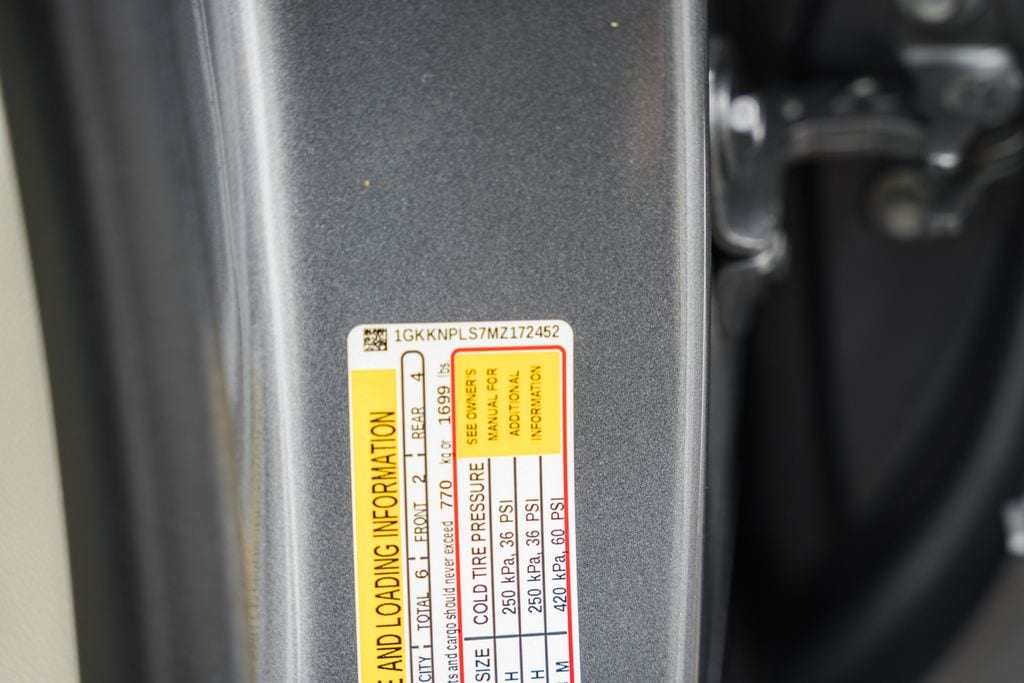 1GKKNPLS7MZ172452
E AND LOADING INFORMATION
CITY TOTAL 6 FRONT 2 REAR 4
ts and cargo should never exceed 770 kg or 1699 lbs.
SIZE COLD TIRE PRESSURE
H 250 kPa, 36 PSI
H 250 kPa, 36 PSI
M 420 kPa, 60 PSI
SEE OWNER'S
MANUAL FOR
ADDITIONAL
INFORMATION